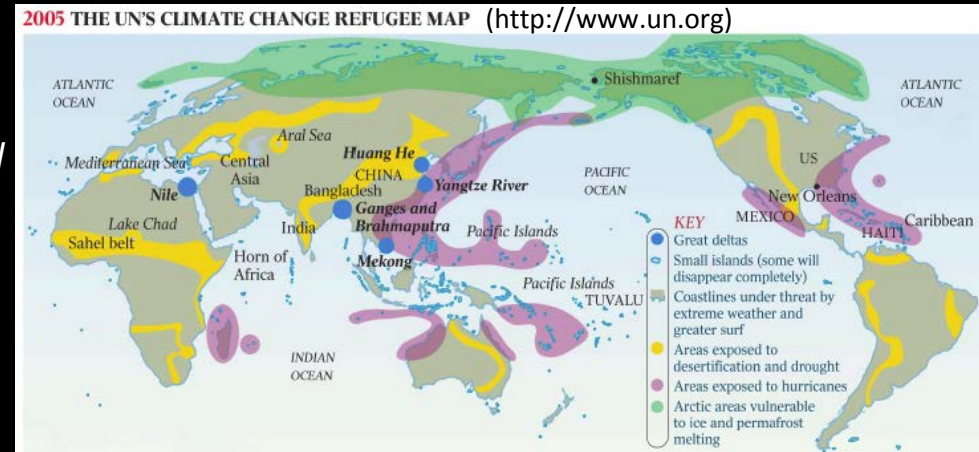 2005 THE UN'S CLIMATE CHANGE REFUGEE MAP (http://www.un.org)
ATLANTIC
OCEAN
Shishmaref
ATLANTIC
OCEAN
Aral Sea
Mediterranean Sea
Central
Asia
Huang He
CHINA
Nile
Bangladesh
Yangtze River
PACIFIC
OCEAN
US
New Orleans
Lake Chad
Sahel belt
India
Ganges and
Brahmaputra
Pacific Islands
MEXICO
HAITI
Caribbean
Horn of
Africa
Mekong
Pacific Islands
TUVALU
INDIAN
OCEAN
KEY
Great deltas
Small islands (some will
disappear completely)
Coastlines under threat by
extreme weather and
greater surf
Areas exposed to
desertification and drought
Areas exposed to hurricanes
Arctic areas vulnerable
to ice and permafrost
melting